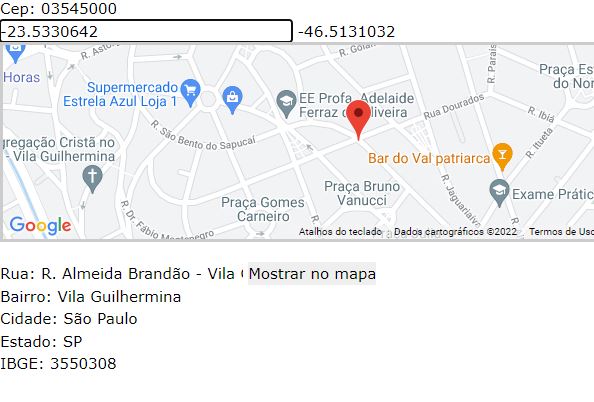 Cep: 03545000
-23.5330642 -46.5131032
Horas
R. Astor
Supermercado
Estrela Azul Loja 1
R. Goian
R. Parais
Praça Es
do No
EE Profa. Adelaide
Ferraz de Oliveira
Rua Dourados
R. Ibiá
R. Itueta
R. São Bento do Sapucaí
gregação Cristã no
- Vila Guilhermina
Bar do Val patriarca
Praça Bruno
Vanucci
R. Jaguariaíva
Exame Prátic
Praça Gomes
Carneiro
R. Dr. Fábio Montenegro
Google
Atalhos do teclado
Dados cartográficos ©2022
Termos de Uso
Rua: R. Almeida Brandão - Vila
Mostrar no mapa
Bairro: Vila Guilhermina
Cidade: São Paulo
Estado: SP
IBGE: 3550308